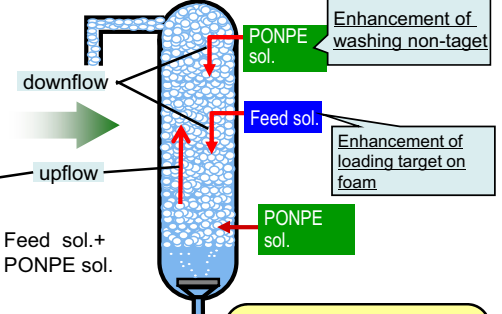 Enhancement of
washing non-taget
PONPE
sol.
downflow
Feed sol.
Enhancement of
loading target on
foam
upflow
PONPE
sol.
Feed sol.+
PONPE sol.